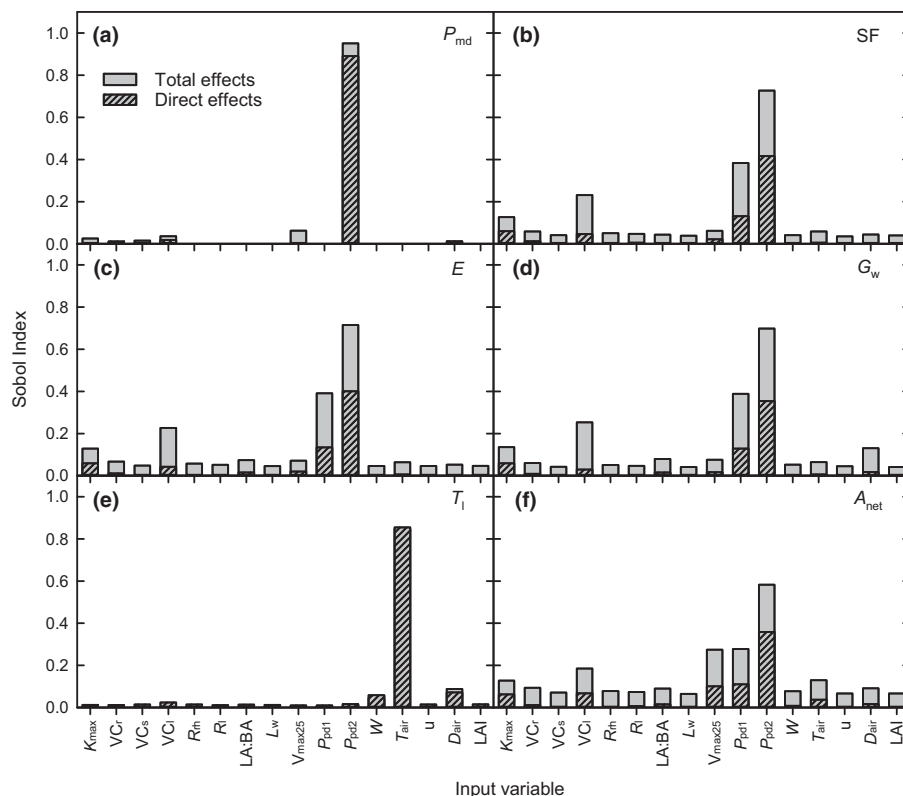 (a) P md
Total effects
Direct effects
1.0
0.8
0.6
0.4
0.2
0.0
(b) SF
(c) E
1.0
0.8
0.6
0.4
0.2
0.0
(d) Gw
Sobol Index
(e) Tl
1.0
0.8
0.6
0.4
0.2
0.0
(f) Anet
Kmax VCr VCs VCl Rrh Rl LA:BA Lw Vmax25 Ppd1 Ppd2 W Tair u Dair LAI
Kmax VCr VCs VCl Rrh Rl LA:BA Lw Vmax25 Ppd1 Ppd2 W Tair u Dair LAI
Input variable